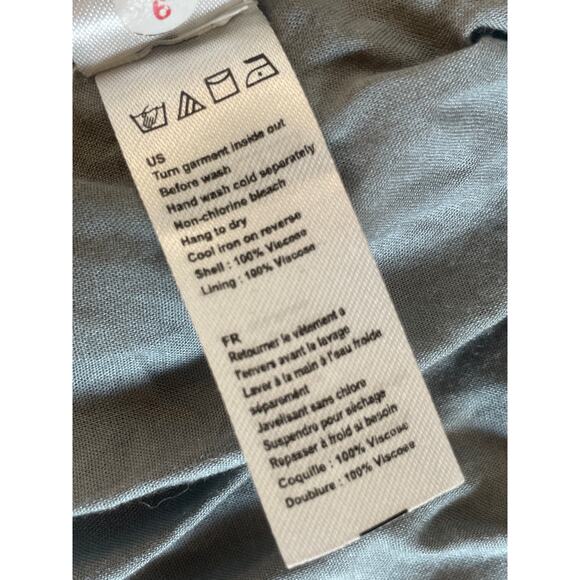 6
US
Turn garment inside out
Before wash
Hand wash cold separately
Non-chlorine bleach
Hang to dry
Cool iron on reverse
Shell : 100% Viscose
Lining : 100% Viscose
FR
Retourner le vêtement a
l'envers avant le lavage
Laver à la main à l'eau froide
séparément
Javelisant sans chlore
Suspendre pour séchage
Repasser à froid si besoin
Coquille : 100% Viscose
Doublure : 100% Viscose